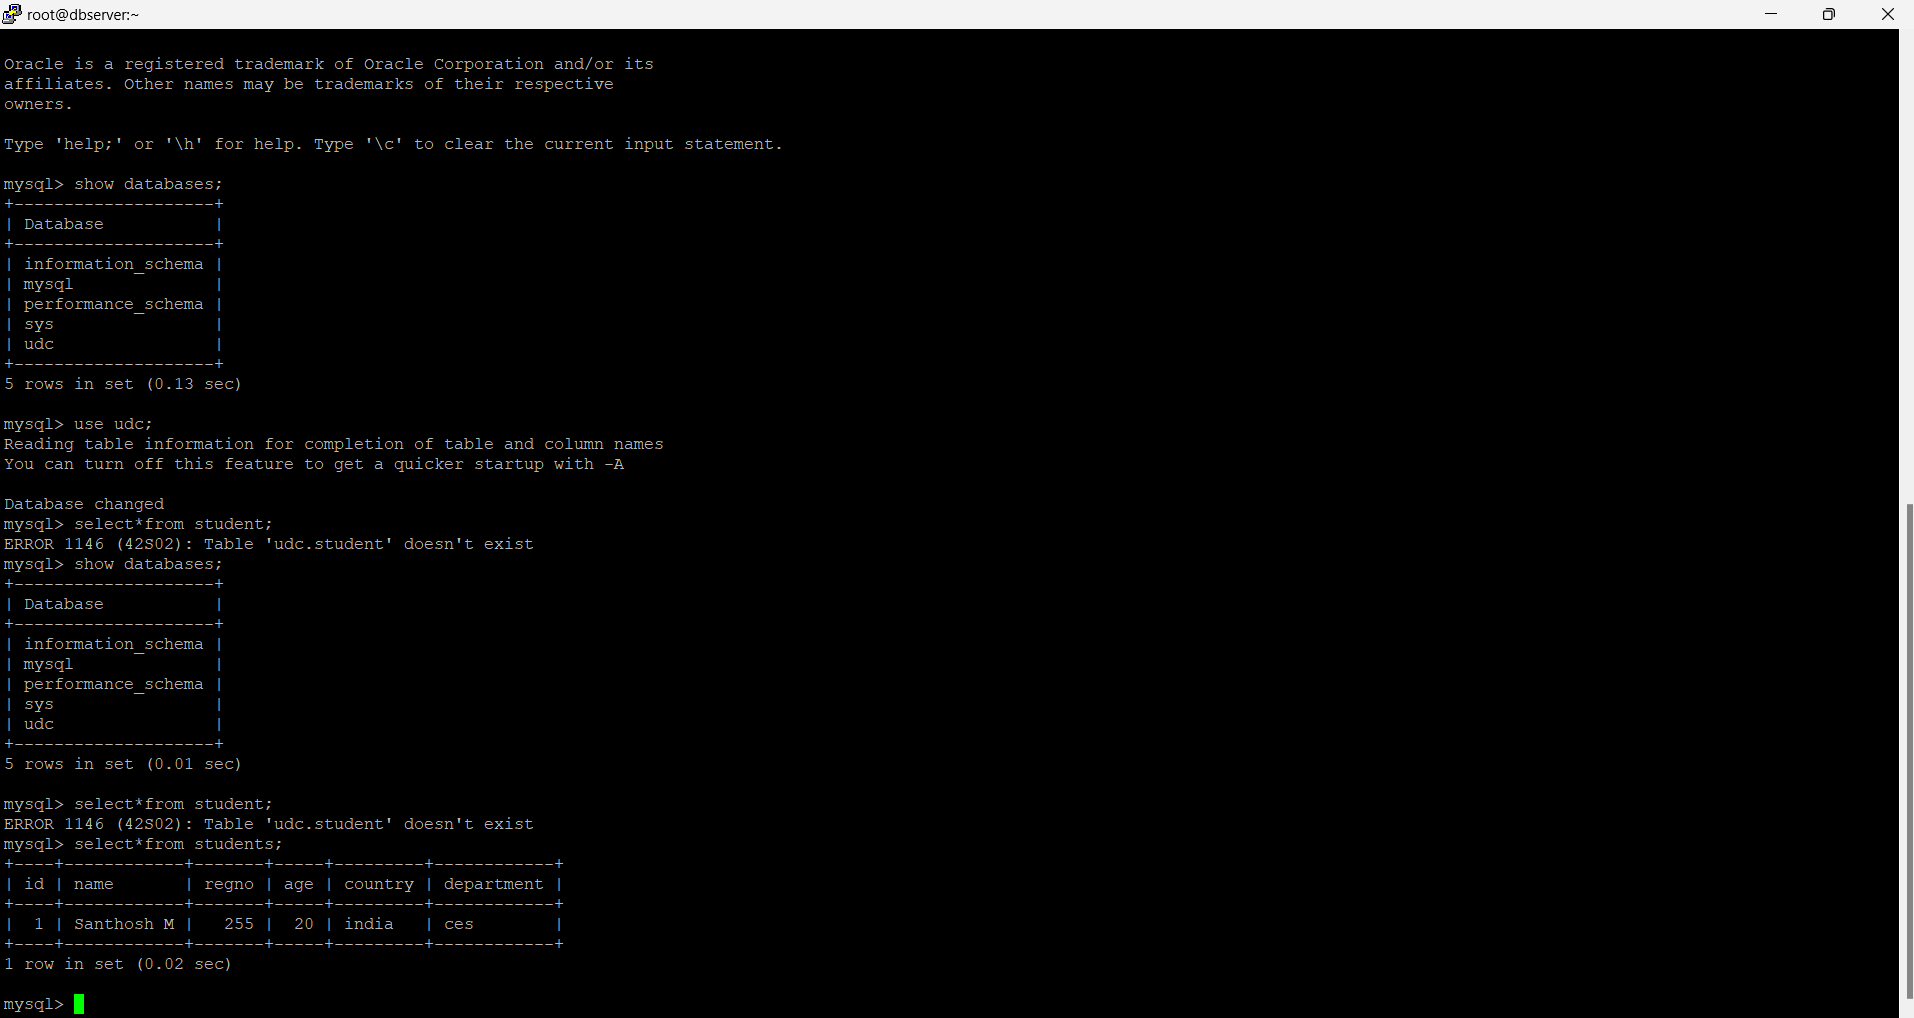 root@dbserver:~
Oracle is a registered trademark of Oracle Corporation and/or its
affiliates. Other names may be trademarks of their respective
owners.
Type 'help;' or '\h' for help. Type '\c' to clear the current input statement.
mysql> show databases;
+--------------------+
| Database           |
+--------------------+
| information_schema |
| mysql              |
| performance_schema |
| sys                |
| udc                |
+--------------------+
5 rows in set (0.13 sec)
mysql> use udc;
Reading table information for completion of table and column names
You can turn off this feature to get a quicker startup with -A
Database changed
mysql> select*from student;
ERROR 1146 (42S02): Table 'udc.student' doesn't exist
mysql> show databases;
+--------------------+
| Database           |
+--------------------+
| information_schema |
| mysql              |
| performance_schema |
| sys                |
| udc                |
+--------------------+
5 rows in set (0.01 sec)
mysql> select*from student;
ERROR 1146 (42S02): Table 'udc.student' doesn't exist
mysql> select*from students;
+----+------------+-------+-----+---------+------------+
| id | name       | regno | age | country | department |
+----+------------+-------+-----+---------+------------+
|  1 | Santhosh M |   255 |  20 | india   | ces        |
+----+------------+-------+-----+---------+------------+
1 row in set (0.02 sec)
mysql>